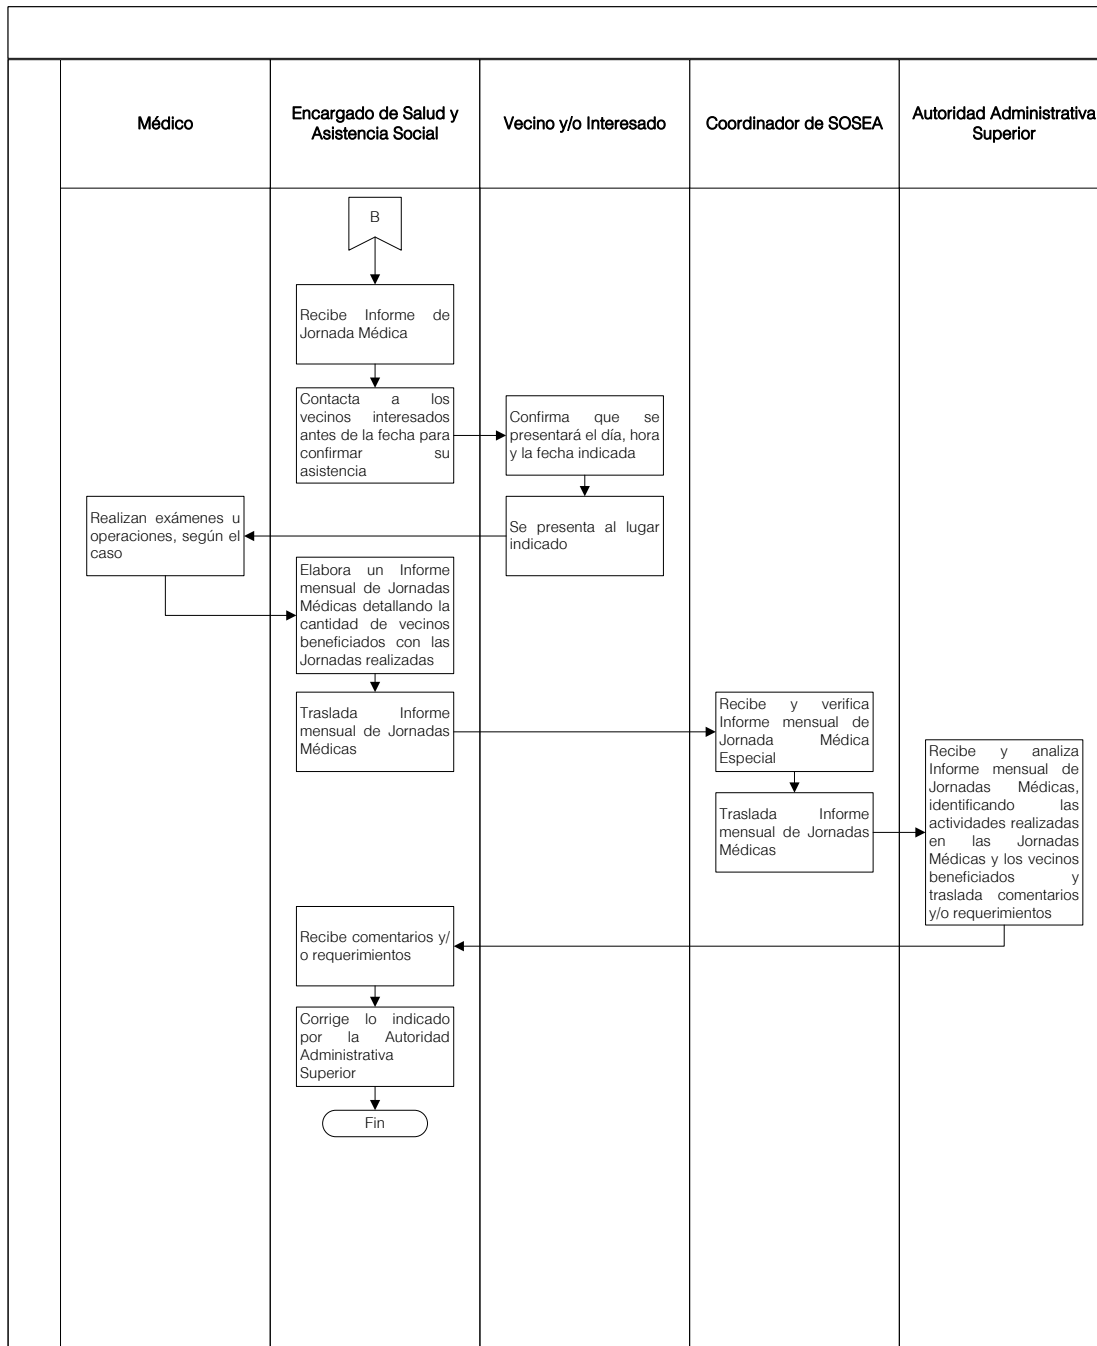 Médico
Encargado de Salud y
Asistencia Social
Vecino y/o Interesado
Coordinador de SOSEA
Autoridad Administrativa
Superior
B
Recibe Informe de
Jornada Médica
Contacta a los
vecinos interesados
antes de la fecha para
confirmar su
asistencia
Confirma que se
presentará el día, hora
y la fecha indicada
Se presenta al lugar
indicado
Realizan exámenes u
operaciones, según el
caso
Elabora un Informe
mensual de Jornadas
Médicas detallando la
cantidad de vecinos
beneficiados con las
Jornadas realizadas
Traslada Informe
mensual de Jornadas
Médicas
Recibe y verifica
Informe mensual de
Jornada Médica
Especial
Traslada Informe
mensual de Jornadas
Médicas
Recibe y analiza
Informe mensual de
Jornadas Médicas,
identificando las
actividades realizadas
en las Jornadas
Médicas y los vecinos
beneficiados y
traslada comentarios
y/o requerimientos
Recibe comentarios y/
o requerimientos
Corrige lo indicado
por la Autoridad
Administrativa
Superior
Fin